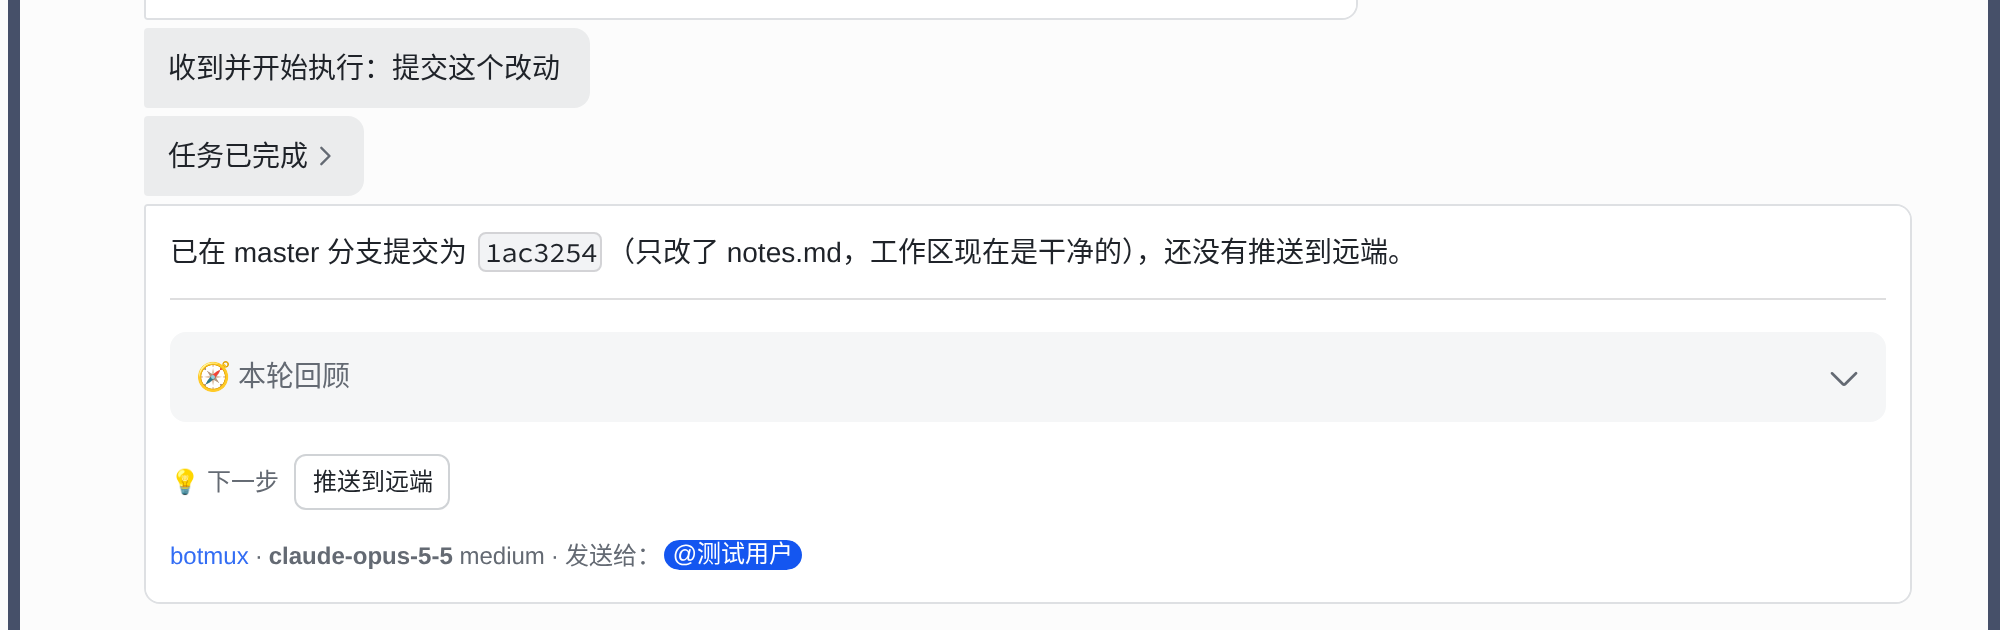 收到并开始执行：提交这个改动
任务已完成 >
已在 master 分支提交为 1ac3254 （只改了 notes.md，工作区现在是干净的），还没有推送到远端。
🧭 本轮回顾
💡 下一步 推送到远端
botmux · claude-opus-5-5 medium · 发送给： @测试用户